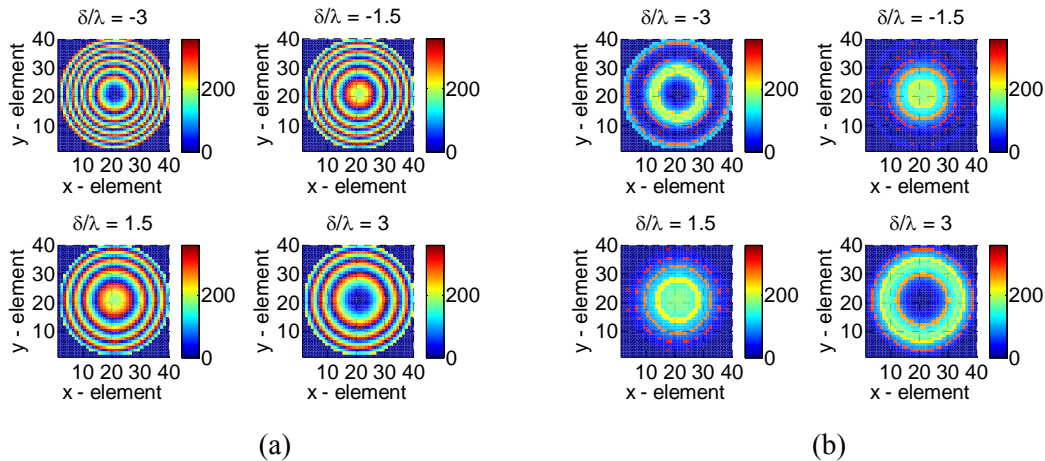 δ/λ = -3
40
30
20
10
y - element
10 20 30 40
x - element
200
0
δ/λ = -1.5
40
30
20
10
y - element
10 20 30 40
x - element
200
0
δ/λ = 1.5
40
30
20
10
y - element
10 20 30 40
x - element
200
0
δ/λ = 3
40
30
20
10
y - element
10 20 30 40
x - element
200
0
(a)
δ/λ = -3
40
30
20
10
y - element
10 20 30 40
x - element
200
0
δ/λ = -1.5
40
30
20
10
y - element
10 20 30 40
x - element
200
0
δ/λ = 1.5
40
30
20
10
y - element
10 20 30 40
x - element
200
0
δ/λ = 3
40
30
20
10
y - element
10 20 30 40
x - element
200
0
(b)